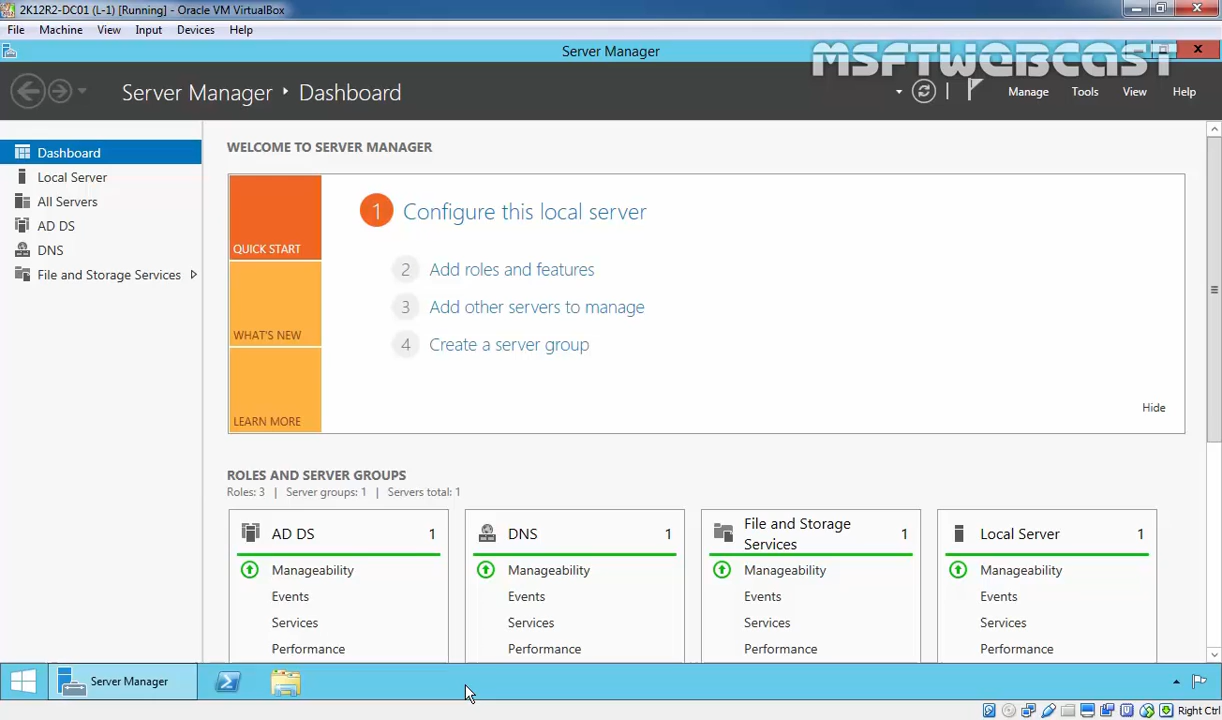 2K12R2-DC01 (L-1) [Running] - Oracle VM VirtualBox
File Machine View Input Devices Help
Server Manager
MSFTWEBCAST
Server Manager Dashboard
Manage Tools View Help
Dashboard
Local Server
All Servers
AD DS
DNS
File and Storage Services
WELCOME TO SERVER MANAGER
QUICK START
WHAT'S NEW
LEARN MORE
1 Configure this local server
2 Add roles and features
3 Add other servers to manage
4 Create a server group
Hide
ROLES AND SERVER GROUPS
Roles: 3 | Server groups: 1 | Servers total: 1
AD DS 1
Manageability
Events
Services
Performance
DNS 1
Manageability
Events
Services
Performance
File and Storage
Services 1
Manageability
Events
Services
Performance
Local Server 1
Manageability
Events
Services
Performance
Server Manager
Right Ctrl